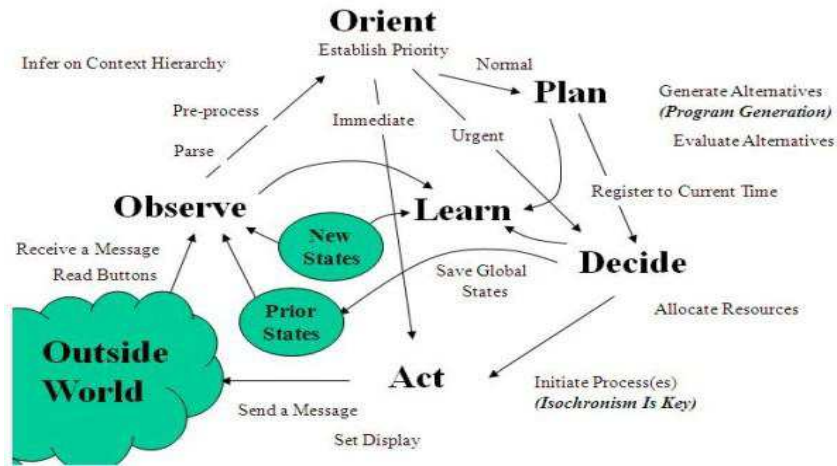 Orient
Establish Priority
Infer on Context Hierarchy
Normal
Plan
Generate Alternatives
(Program Generation)
Evaluate Alternatives
Pre-process
Immediate
Urgent
Parse
Observe
Learn
Register to Current Time
New
States
Receive a Message
Read Buttons
Decide
Save Global
States
Prior
States
Allocate Resources
Outside
World
Act
Initiate Process(es)
(Isochronism Is Key)
Send a Message
Set Display